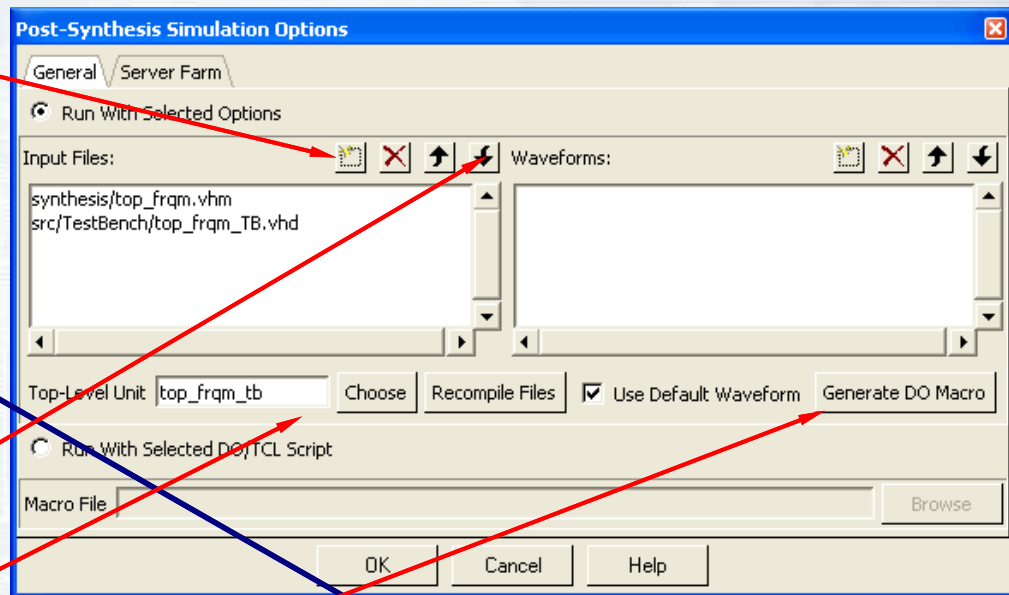 Post-Synthesis Simulation Options
General
Server Farm
Run With Selected Options
Input Files:
Waveforms:
synthesis/top_frqm.vhm
src/TestBench/top_frqm_TB.vhd
Top-Level Unit
top_frqm_tb
Choose
Recompile Files
Use Default Waveform
Generate DO Macro
Run With Selected DO/TCL Script
Macro File
Browse
OK
Cancel
Help